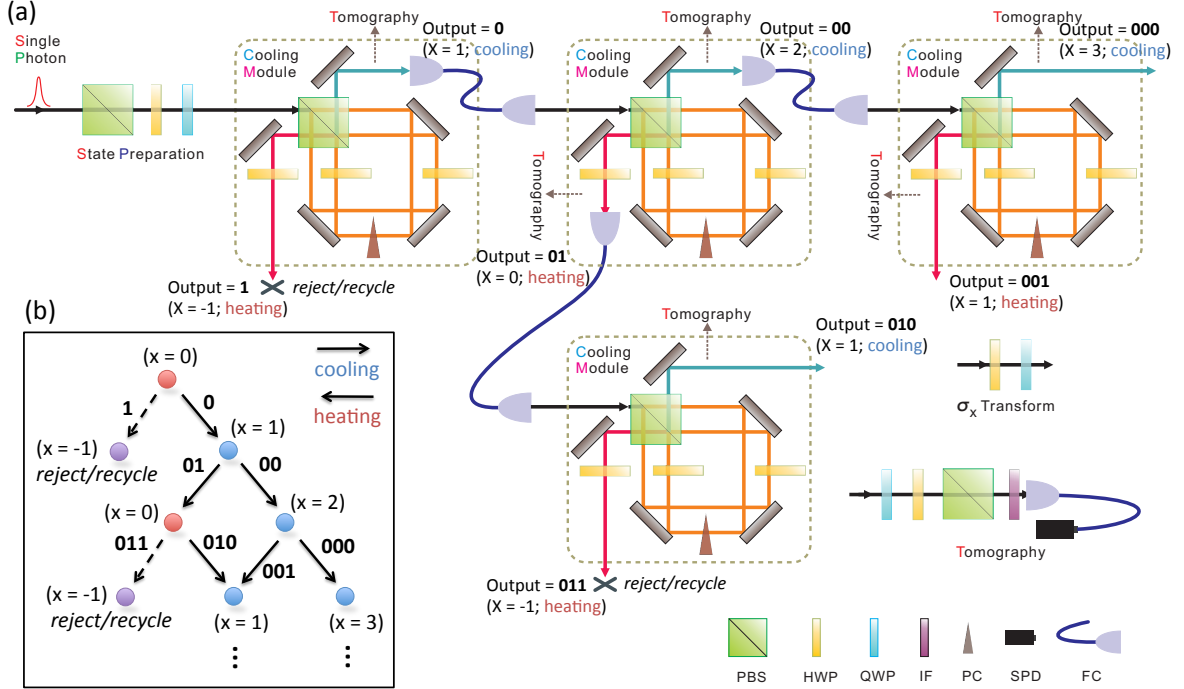 (a)
Single
Photon
State Preparation
Cooling
Module
Tomography
Output = 0
(X = 1; cooling)
Output = 1
(X = -1; heating)
reject/recycle
Cooling
Module
Tomography
Output = 00
(X = 2; cooling)
Tomography
Output = 01
(X = 0; heating)
Cooling
Module
Tomography
Output = 000
(X = 3; cooling)
Tomography
Output = 001
(X = 1; heating)
Cooling
Module
Tomography
Output = 010
(X = 1; cooling)
Output = 011
(X = -1; heating)
reject/recycle
σx Transform
Tomography
PBS HWP QWP IF PC SPD FC
(b)
cooling
heating
(x = 0)
1 0
(x = -1)
reject/recycle
(x = 1)
01 00
(x = 0)
(x = 2)
011 010 001 000
(x = -1)
reject/recycle
(x = 1)
(x = 3)